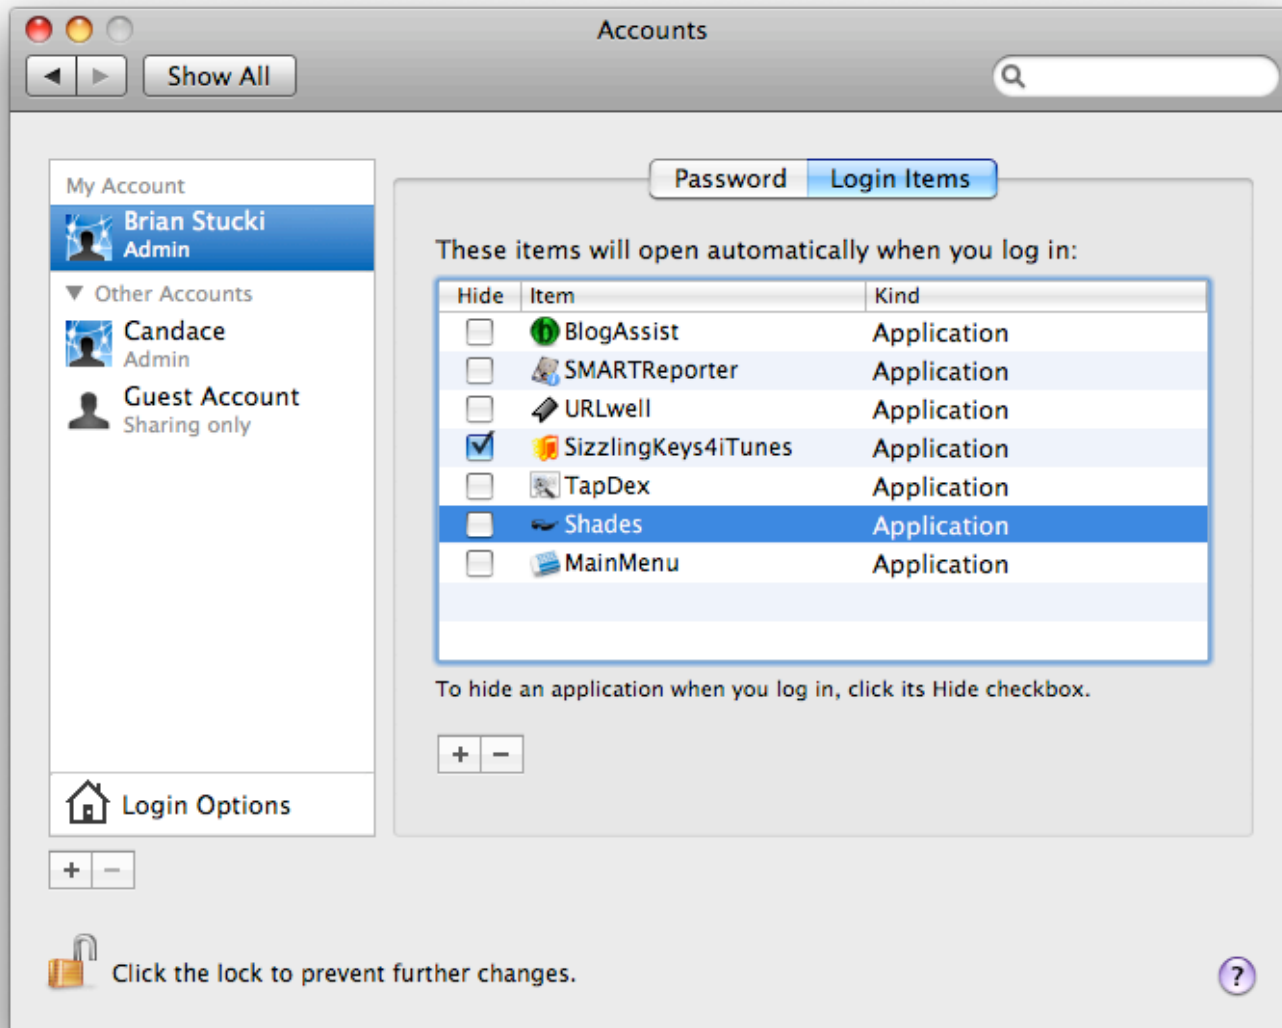 Accounts
Show All
My Account
Brian Stucki
Admin
Other Accounts
Candace
Admin
Guest Account
Sharing only
Login Options
Password Login Items
These items will open automatically when you log in:
Hide Item Kind
BlogAssist Application
SMARTReporter Application
URLwell Application
SizzlingKeys4iTunes Application
TapDex Application
Shades Application
MainMenu Application
To hide an application when you log in, click its Hide checkbox.
+ −
+ −
Click the lock to prevent further changes.
?